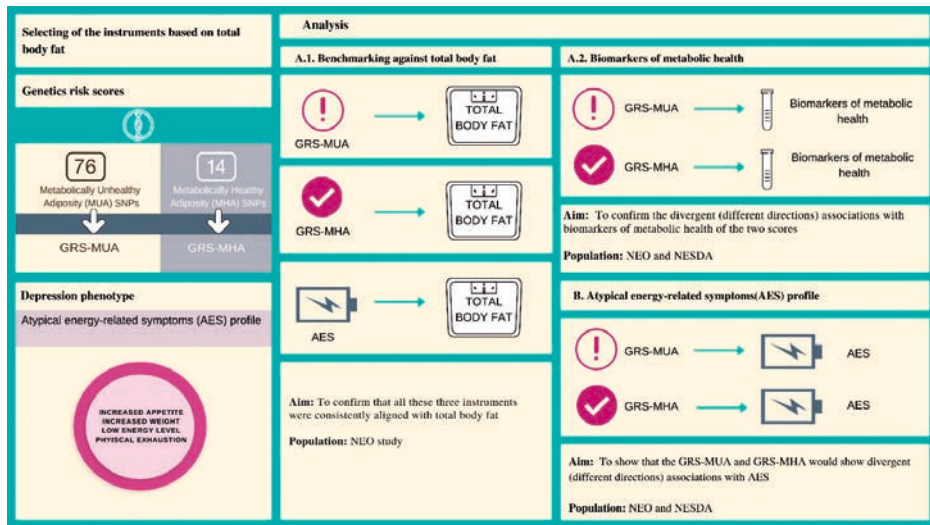 Selecting of the instruments based on total
body fat
Genetics risk scores
76
Metabolically Unhealthy
Adiposity (MUA) SNPs
14
Metabolically Healthy
Adiposity (MHA) SNPs
GRS-MUA
GRS-MHA
Depression phenotype
Atypical energy-related symptoms (AES) profile
INCREASED APPETITE
INCREASED WEIGHT
LOW ENERGY LEVEL
PHYISCAL EXHAUSTION
Analysis
A.1. Benchmarking against total body fat
GRS-MUA
TOTAL
BODY FAT
GRS-MHA
TOTAL
BODY FAT
AES
TOTAL
BODY FAT
Aim: To confirm that all these three instruments
were consistently aligned with total body fat
Population: NEO study
A.2. Biomarkers of metabolic health
GRS-MUA
Biomarkers of metabolic
health
GRS-MHA
Biomarkers of metabolic
health
Aim: To confirm the divergent (different directions) associations with
biomarkers of metabolic health of the two scores
Population: NEO and NESDA
B. Atypical energy-related symptoms(AES) profile
GRS-MUA
AES
GRS-MHA
AES
Aim: To show that the GRS-MUA and GRS-MHA would show divergent
(different directions) associations with AES
Population: NEO and NESDA